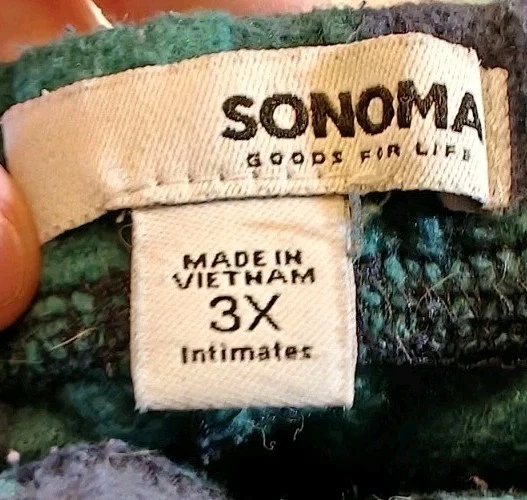 SONOMA
GOODS FOR LIFE
MADE IN
VIETNAM
3X
Intimates